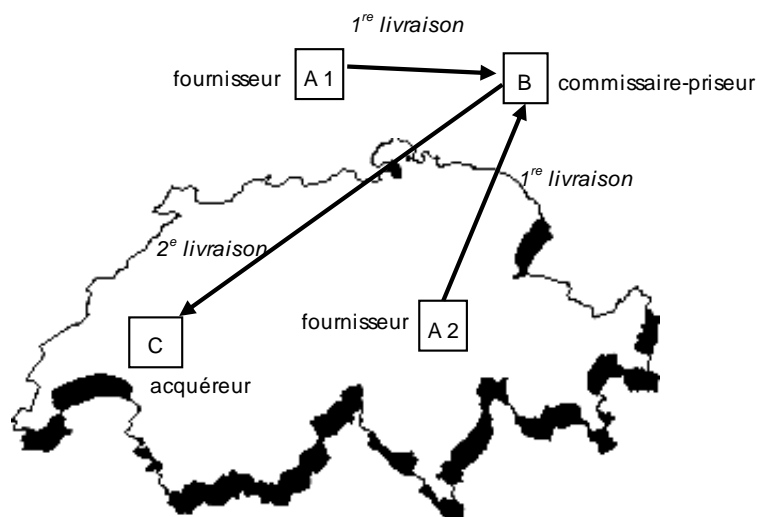 1re livraison
fournisseur A 1
B commissaire-priseur
1re livraison
2e livraison
fournisseur A 2
C
acquéreur